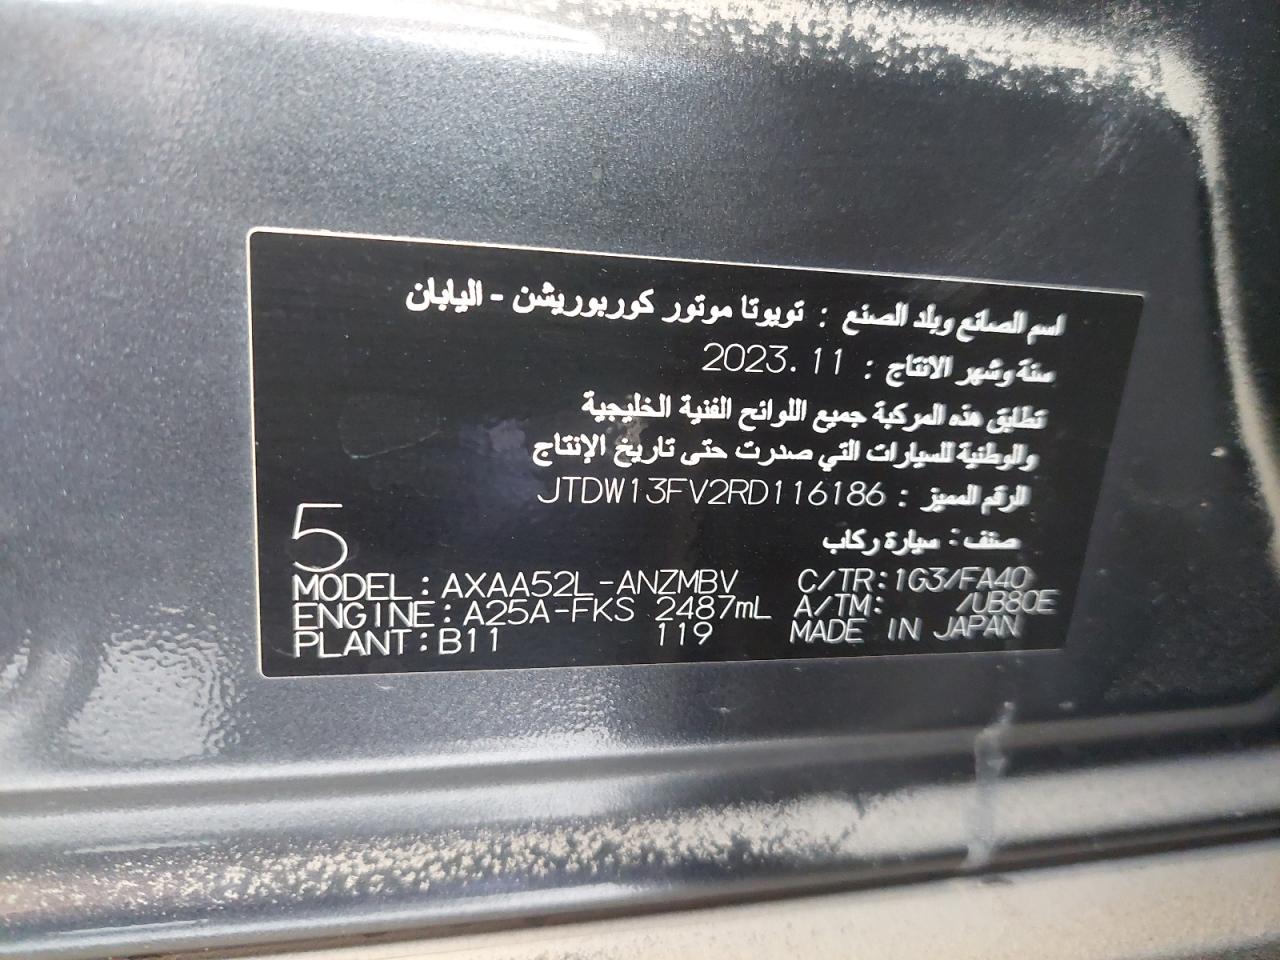 اسم الصانع وبلد الصنع : تويوتا موتور كوربوريشن - اليابان
سنة وشهر الانتاج : 2023.11
تطابق هذه المركبة جميع اللوائح الفنية الخليجية
والوطنية للسيارات التي صدرت حتى تاريخ الإنتاج
الرقم المميز : JTDW13FV2RD116186
صنف : سيارة ركاب
5
MODEL : AXAA52L-ANZMBV C/TR: 1G3/FA40
ENGINE: A25A-FKS 2487mL A/TM: /UB80E
PLANT: B11 119 MADE IN JAPAN